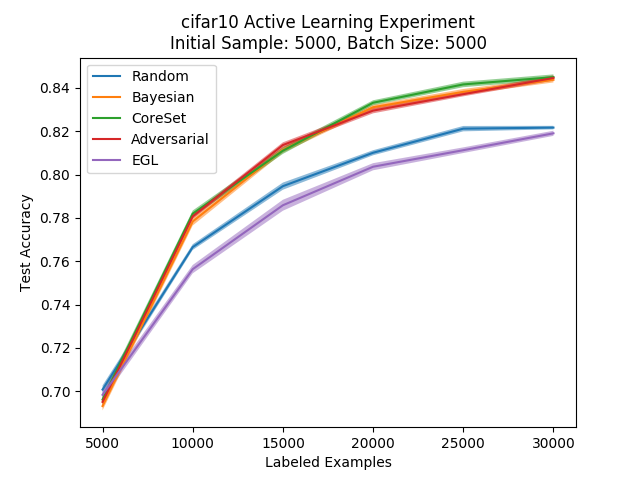 cifar10 Active Learning Experiment
Initial Sample: 5000, Batch Size: 5000
Random
Bayesian
CoreSet
Adversarial
EGL
0.84
0.82
0.80
0.78
0.76
0.74
0.72
0.70
Test Accuracy
5000 10000 15000 20000 25000 30000
Labeled Examples